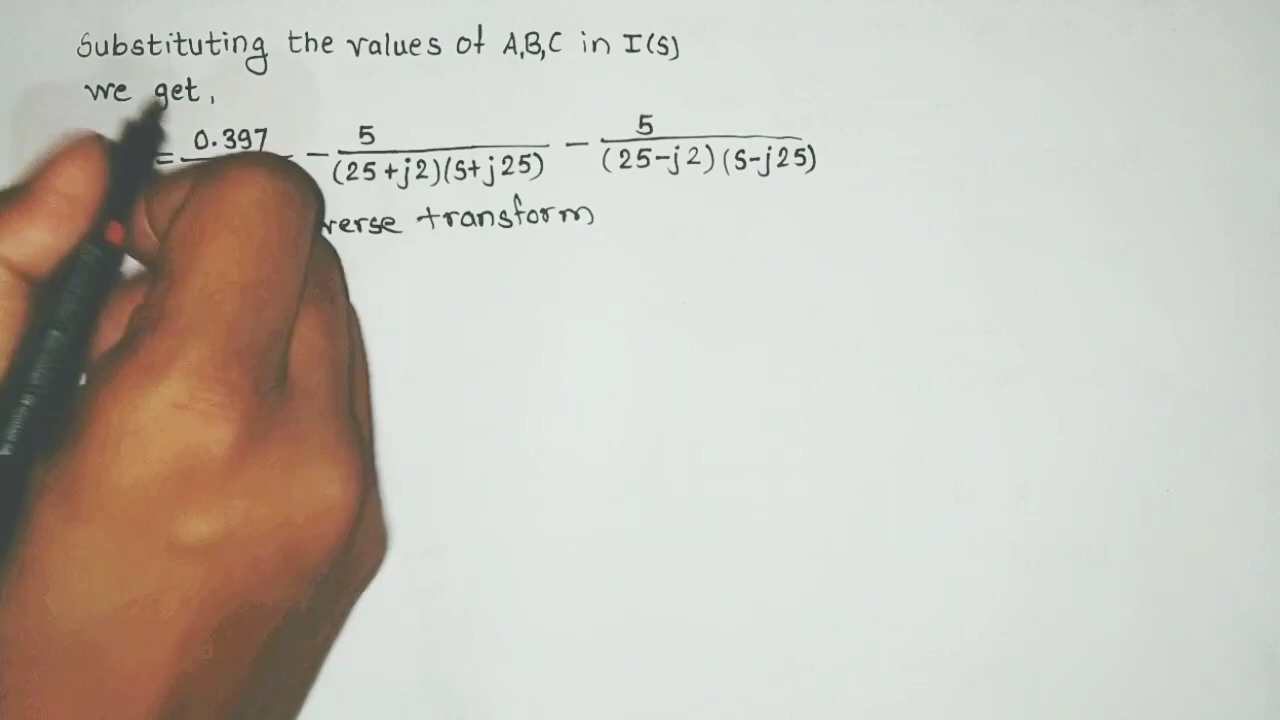 Substituting the values of A,B,C in I(s)
we get,
= 0.397 - 5/((25+j2)(s+j25)) - 5/((25-j2)(s-j25))
verse transform